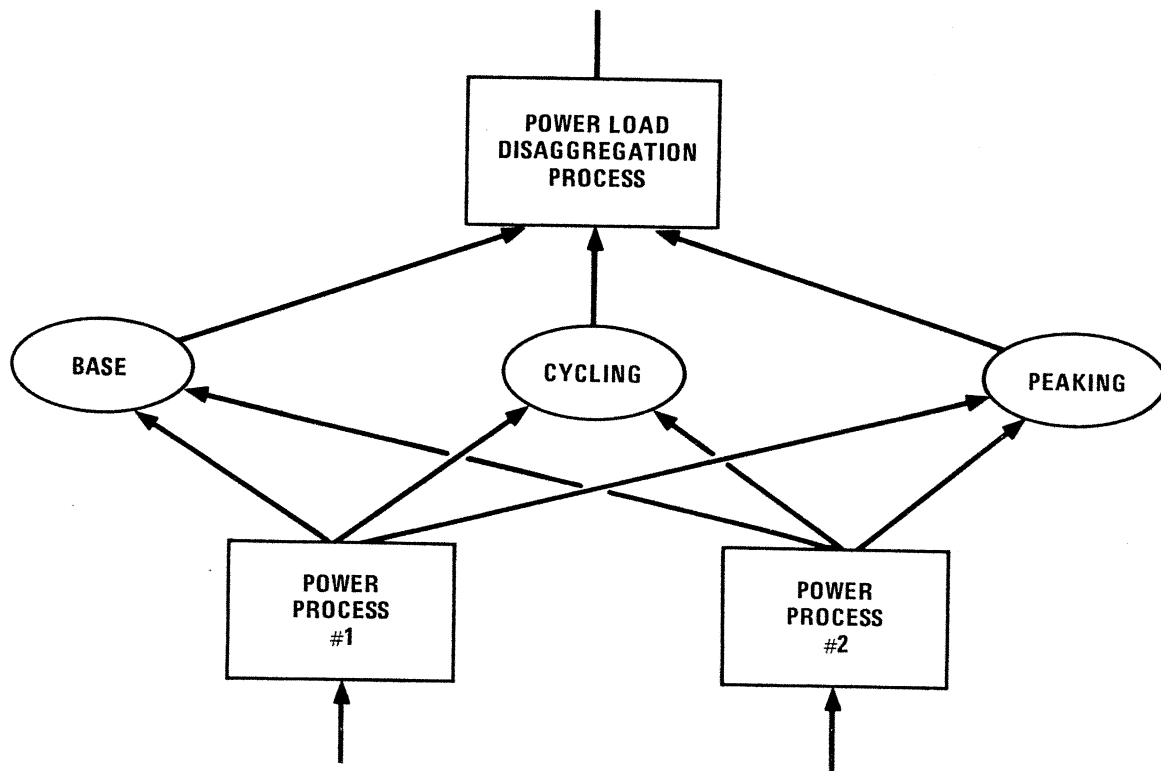 POWER LOAD
DISAGGREGATION
PROCESS
BASE
CYCLING
PEAKING
POWER
PROCESS
#1
POWER
PROCESS
#2